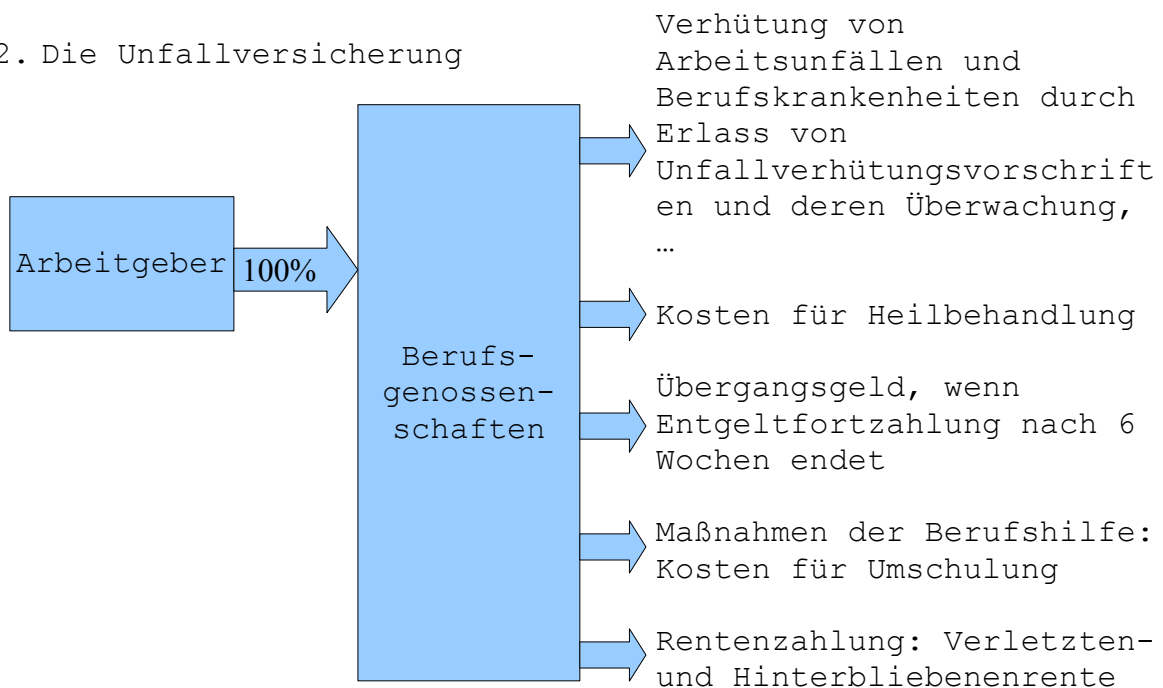 2. Die Unfallversicherung
Arbeitgeber
100%
Berufs-
genossen-
schaften
Verhütung von
Arbeitsunfällen und
Berufskrankenheiten durch
Erlass von
Unfallverhütungsvorschrift
en und deren Überwachung,
…
Kosten für Heilbehandlung
Übergangsgeld, wenn
Entgeltfortzahlung nach 6
Wochen endet
Maßnahmen der Berufshilfe:
Kosten für Umschulung
Rentenzahlung: Verletzten-
und Hinterbliebenenrente